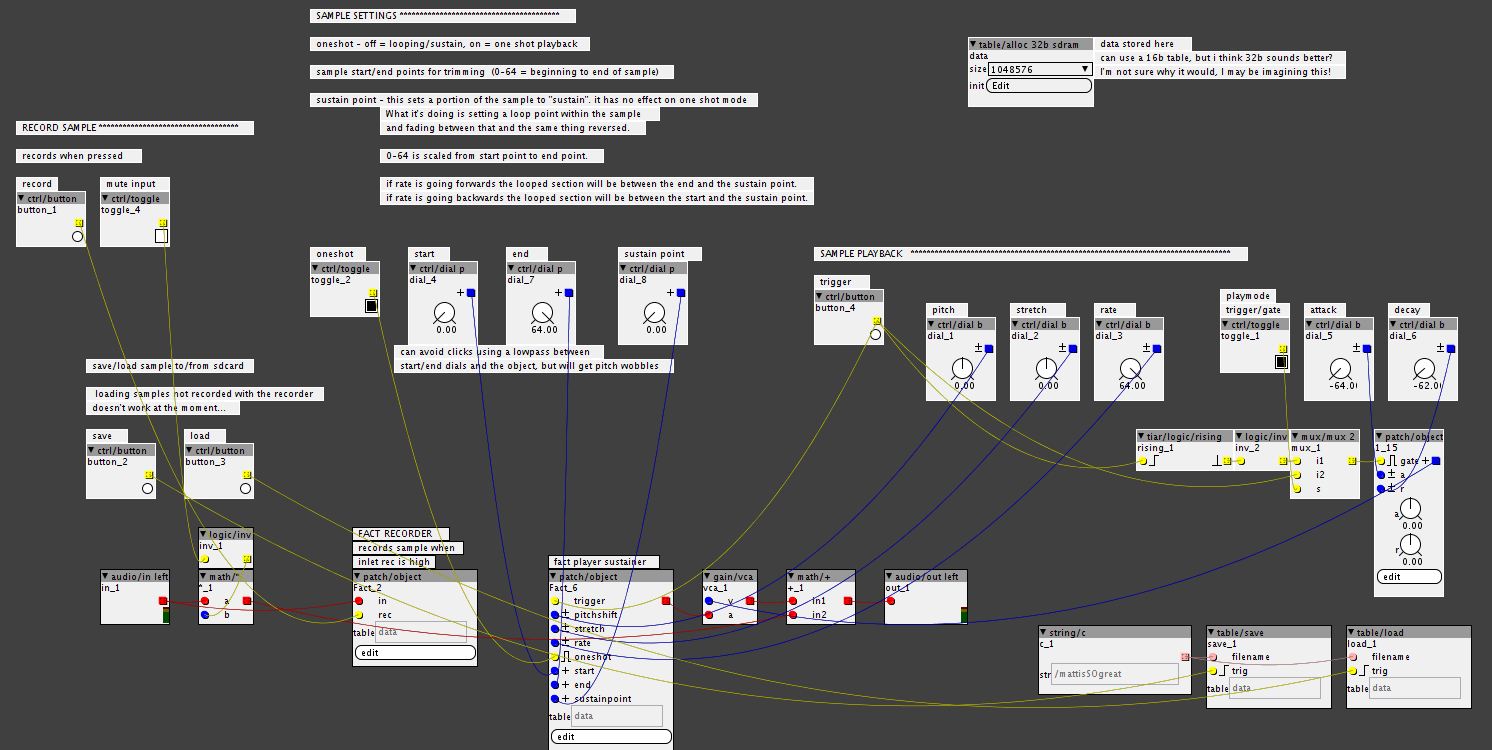 SAMPLE SETTINGS ****************************************
oneshot - off = looping/sustain, on = one shot playback
sample start/end points for trimming (0-64 = beginning to end of sample)
sustain point - this sets a portion of the sample to "sustain". it has no effect on one shot mode
What it's doing is setting a loop point within the sample
and fading between that and the same thing reversed.
0-64 is scaled from start point to end point.
if rate is going forwards the looped section will be between the end and the sustain point.
if rate is going backwards the looped section will be between the start and the sustain point.
table/alloc 32b sdram
data
size 1048576
init Edit
data stored here
can use a 16b table, but i think 32b sounds better?
I'm not sure why it would, I may be imagining this!
RECORD SAMPLE ***********************************
records when pressed
record
ctrl/button
button_1
mute input
ctrl/toggle
toggle_4
oneshot
ctrl/toggle
toggle_2
start
ctrl/dial p
dial_4
+
0.00
end
ctrl/dial p
dial_7
+
64.00
sustain point
ctrl/dial p
dial_8
+
0.00
can avoid clicks using a lowpass between
start/end dials and the object, but will get pitch wobbles
SAMPLE PLAYBACK ********************************************************************************
trigger
ctrl/button
button_4
pitch
ctrl/dial b
dial_1
±
0.00
stretch
ctrl/dial b
dial_2
±
0.00
rate
ctrl/dial b
dial_3
±
64.00
playmode
trigger/gate
ctrl/toggle
toggle_1
attack
ctrl/dial b
dial_5
±
-64.0
decay
ctrl/dial b
dial_6
±
-62.0
save/load sample to/from sdcard
loading samples not recorded with the recorder
doesn't work at the moment...
save
ctrl/button
button_2
load
ctrl/button
button_3
tiar/logic/rising
rising_1
logic/inv
inv_2
mux/mux 2
mux_1
i1
i2
s
patch/object
1_15
gate +
± a
± r
a
0.00
r
0.00
edit
logic/inv
inv_1
audio/in left
in_1
math/*
*_1
a
b
FACT RECORDER
records sample when
inlet rec is high
patch/object
Fact_2
in
rec
table data
edit
fact player sustainer
patch/object
Fact_6
trigger
+ pitchshift
+ stretch
+ rate
oneshot
+ start
+ end
+ sustainpoint
table data
edit
gain/vca
vca_1
v
a
math/+
+_1
in1
in2
audio/out left
out_1
string/c
c_1
str /mattisSOgreat
table/save
save_1
filename
trig
table data
table/load
load_1
filename
trig
table data